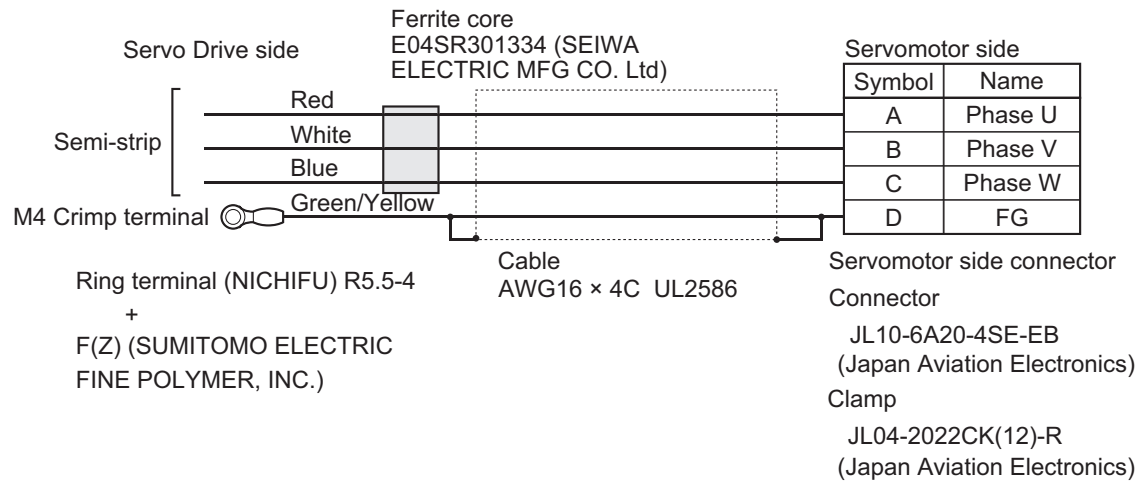 Ferrite core
E04SR301334 (SEIWA
ELECTRIC MFG CO. Ltd)
Servo Drive side
Servomotor side
Symbol Name
Red
A Phase U
Semi-strip
White
B Phase V
Blue
C Phase W
M4 Crimp terminal
Green/Yellow
D FG
Cable
AWG16 × 4C UL2586
Ring terminal (NICHIFU) R5.5-4
+
F(Z) (SUMITOMO ELECTRIC
FINE POLYMER, INC.)
Servomotor side connector
Connector
JL10-6A20-4SE-EB
(Japan Aviation Electronics)
Clamp
JL04-2022CK(12)-R
(Japan Aviation Electronics)